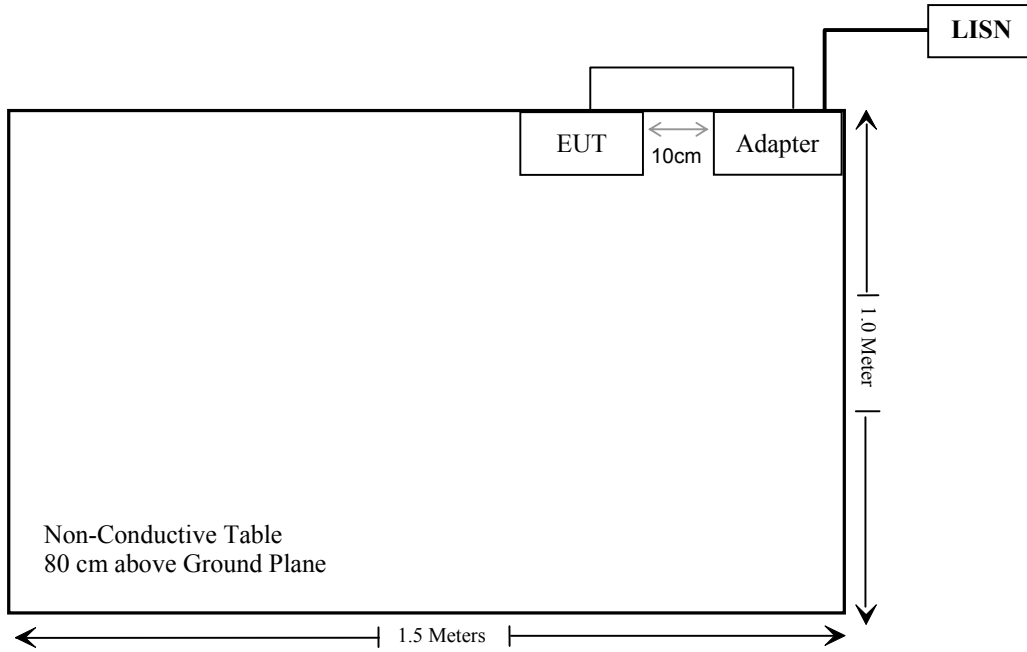 LISN
EUT
10cm
Adapter
1.0 Meter
Non-Conductive Table
80 cm above Ground Plane
1.5 Meters